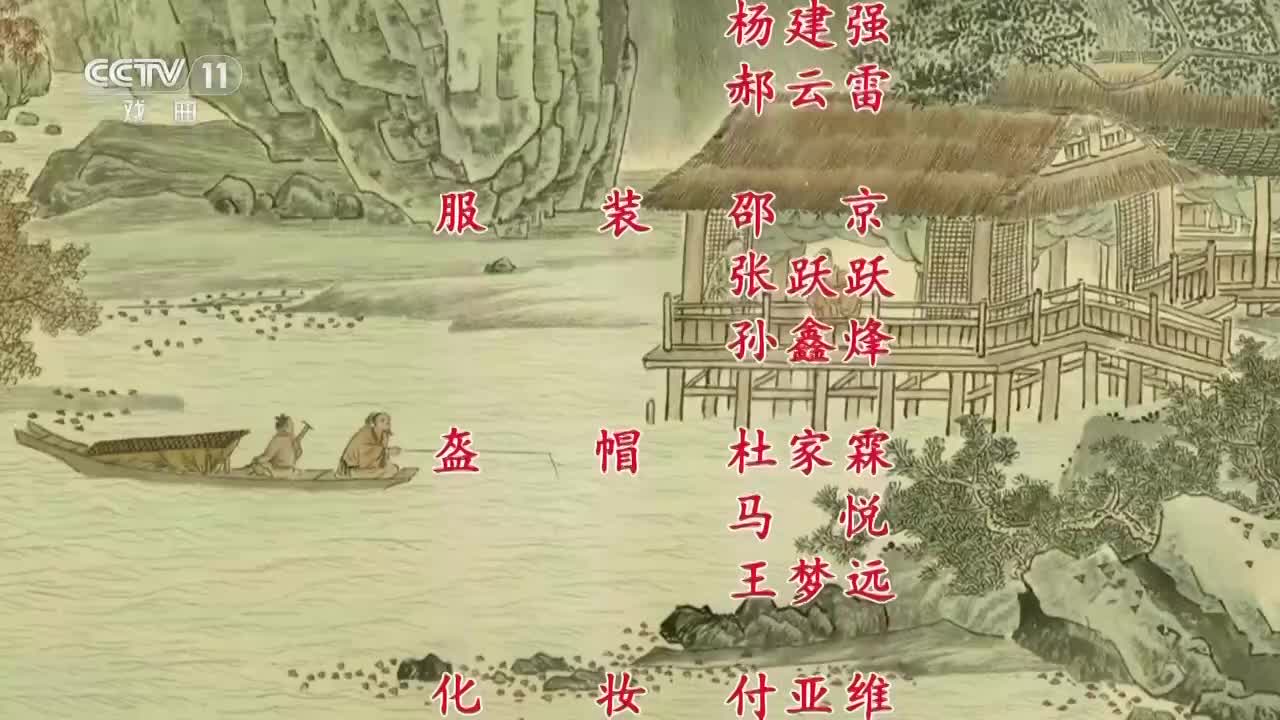 杨建强
CCTV 11
戏曲
郝云雷
服装 邵京
张跃跃
孙鑫烽
盔帽 杜家霖
马悦
王梦远
化妆 付亚维